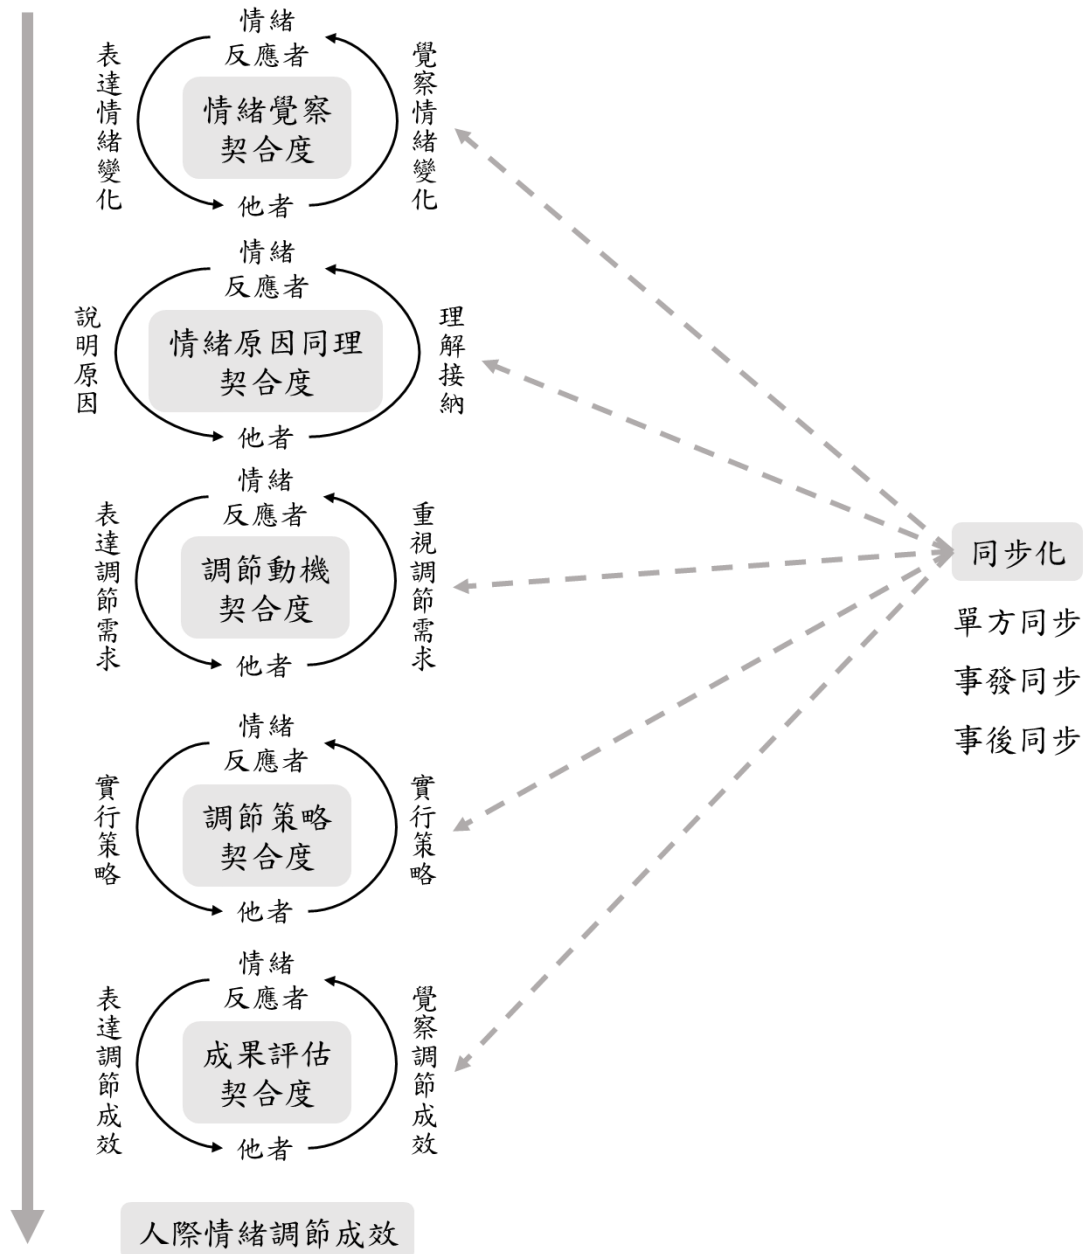 情緒
反應者
表達情緒變化
情緒覺察
契合度
覺察情緒變化
他者
情緒
反應者
說明原因
情緒原因同理
契合度
理解接納
他者
情緒
反應者
表達調節需求
調節動機
契合度
重視調節需求
他者
情緒
反應者
實行策略
調節策略
契合度
實行策略
他者
情緒
反應者
表達調節成效
成果評估
契合度
覺察調節成效
他者
人際情緒調節成效
同步化
單方同步
事發同步
事後同步